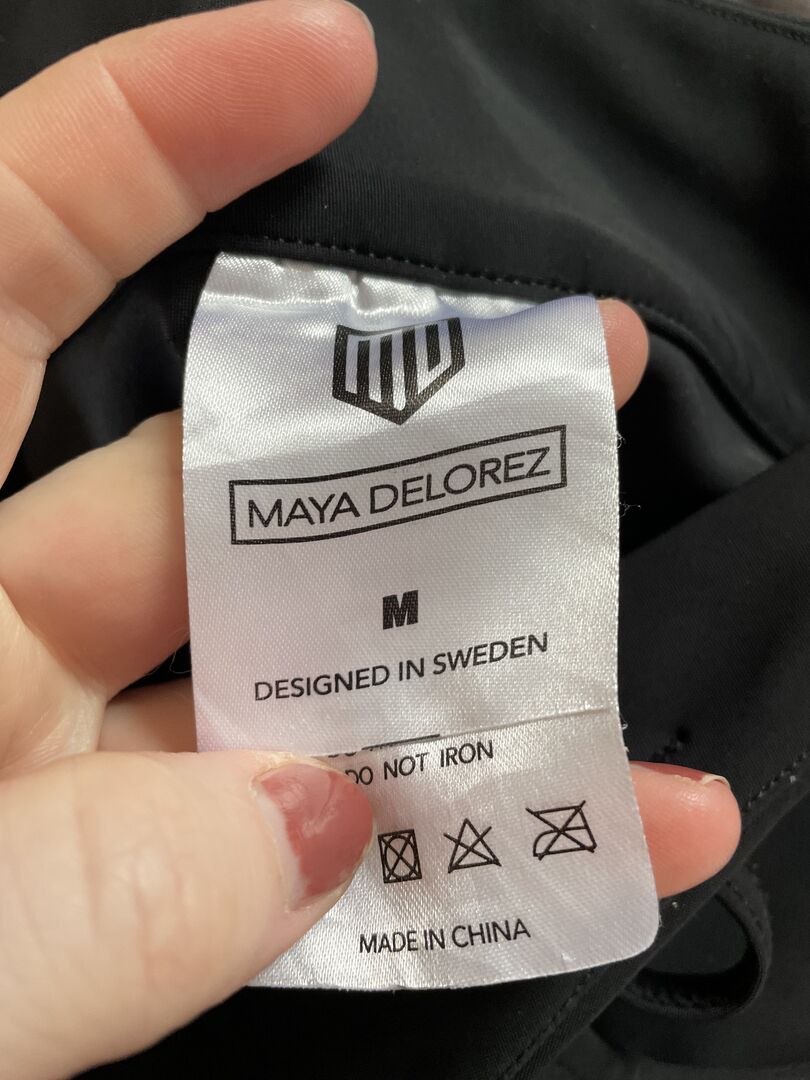 MAYA DELOREZ
M
DESIGNED IN SWEDEN
DO NOT IRON
MADE IN CHINA